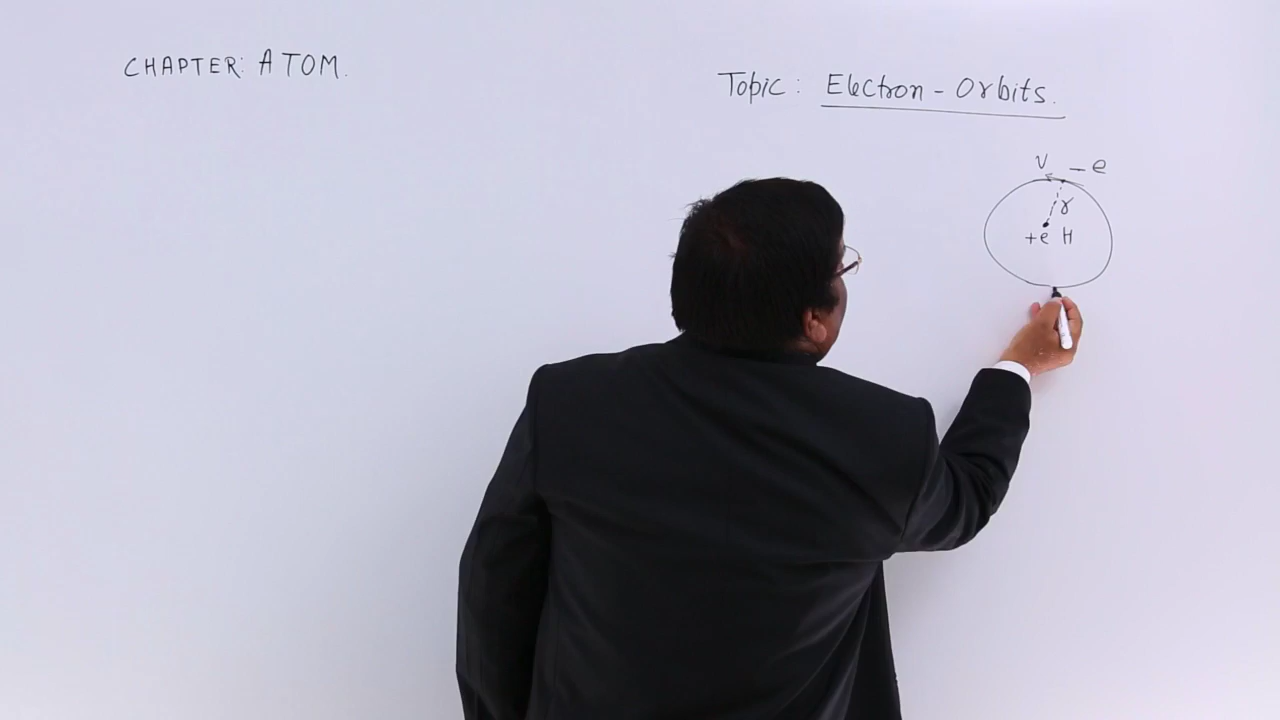 CHAPTER: ATOM.
Topic: Electron - Orbits.
v - e
r
+e H